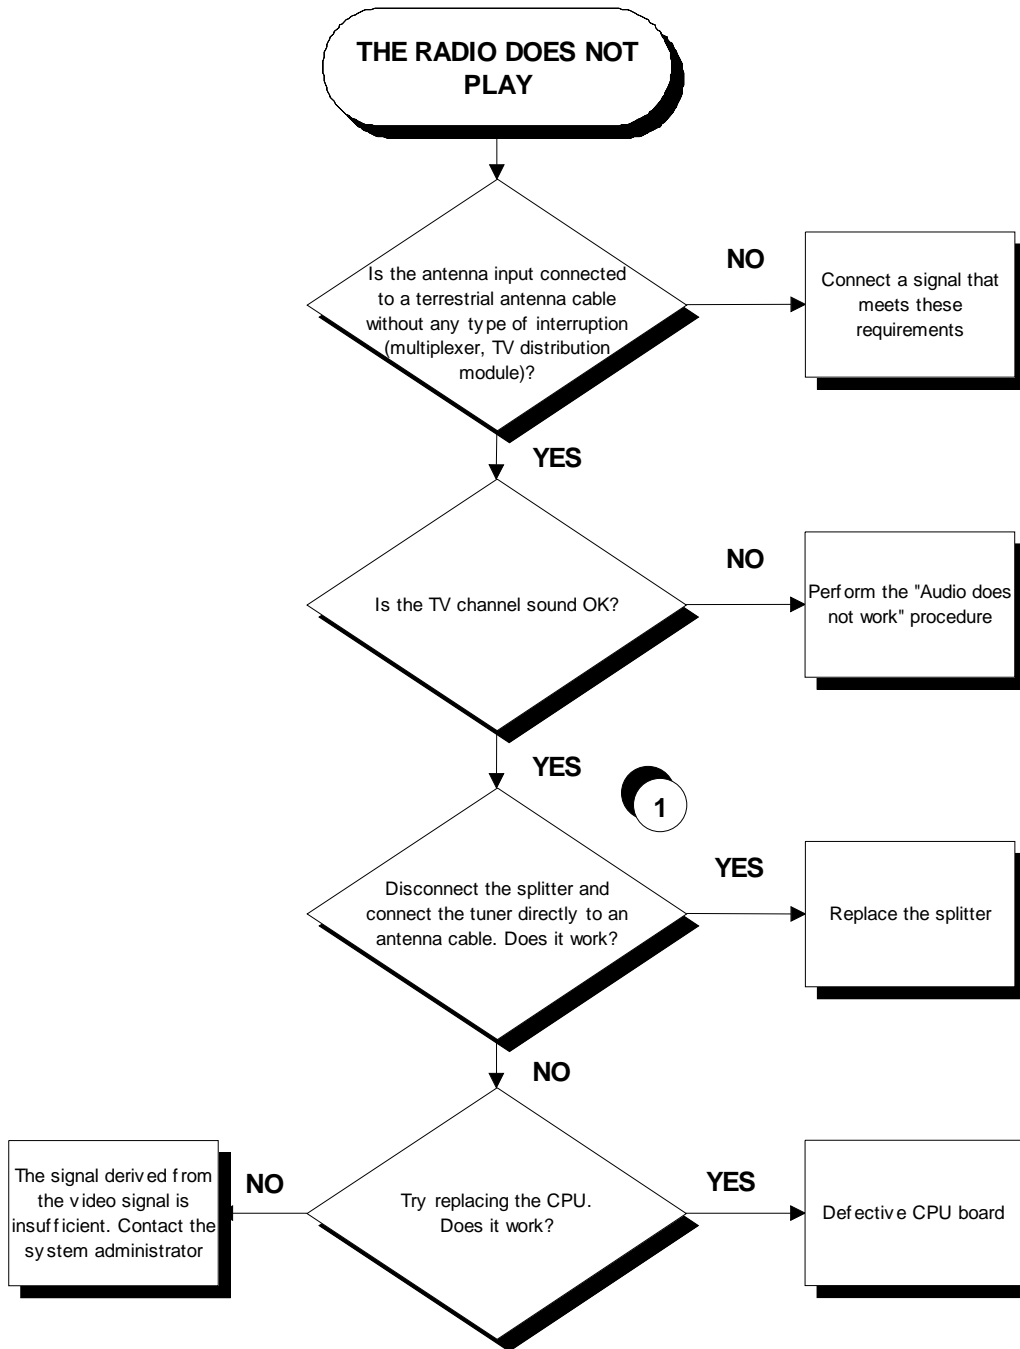 THE RADIO DOES NOT
PLAY
Is the antenna input connected
to a terrestrial antenna cable
without any type of interruption
(multiplexer, TV distribution
module)?
NO
Connect a signal that
meets these
requirements
YES
Is the TV channel sound OK?
NO
Perform the "Audio does
not work" procedure
YES
1
Disconnect the splitter and
connect the tuner directly to an
antenna cable. Does it work?
YES
Replace the splitter
NO
The signal derived from
the video signal is
insufficient. Contact the
system administrator
NO
Try replacing the CPU.
Does it work?
YES
Defective CPU board